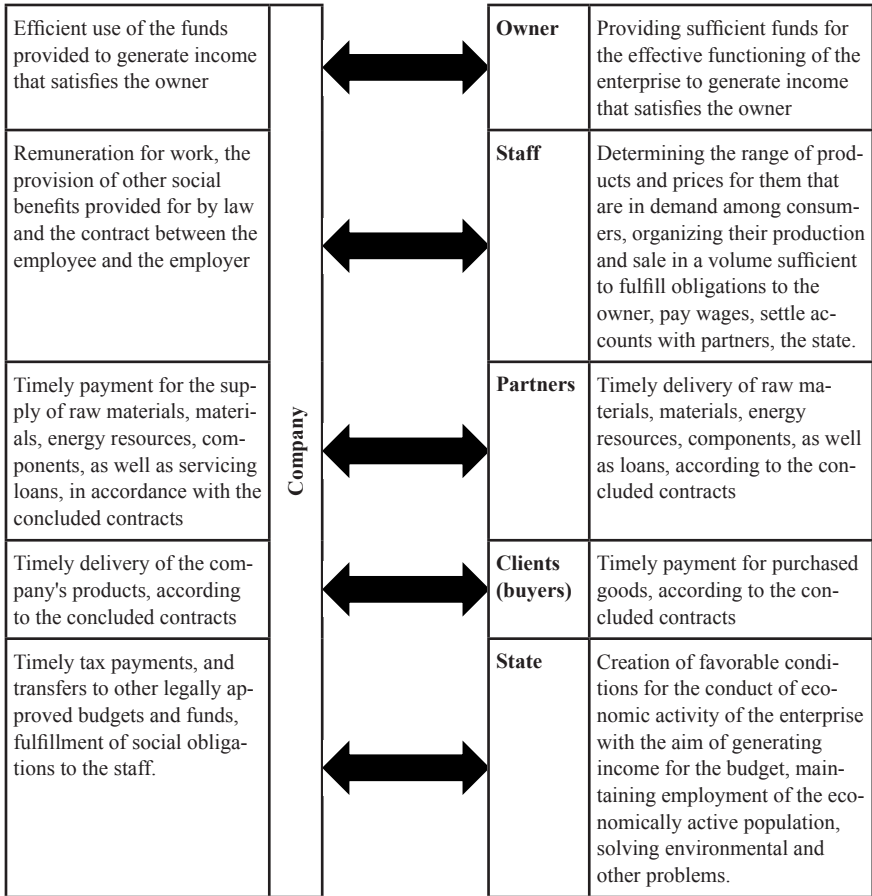 Efficient use of the funds
provided to generate income
that satisfies the owner
Company
Owner
Providing sufficient funds for
the effective functioning of the
enterprise to generate income
that satisfies the owner
Remuneration for work, the
provision of other social
benefits provided for by law
and the contract between the
employee and the employer
Staff
Determining the range of prod-
ucts and prices for them that
are in demand among consum-
ers, organizing their production
and sale in a volume sufficient
to fulfill obligations to the
owner, pay wages, settle ac-
counts with partners, the state.
Timely payment for the sup-
ply of raw materials, materi-
als, energy resources, com-
ponents, as well as servicing
loans, in accordance with the
concluded contracts
Partners
Timely delivery of raw ma-
terials, materials, energy
resources, components, as well
as loans, according to the con-
cluded contracts
Timely delivery of the com-
pany's products, according
to the concluded contracts
Clients
(buyers)
Timely payment for purchased
goods, according to the con-
cluded contracts
Timely tax payments, and
transfers to other legally ap-
proved budgets and funds,
fulfillment of social obliga-
tions to the staff.
State
Creation of favorable condi-
tions for the conduct of eco-
nomic activity of the enterprise
with the aim of generating
income for the budget, main-
taining employment of the eco-
nomically active population,
solving environmental and
other problems.